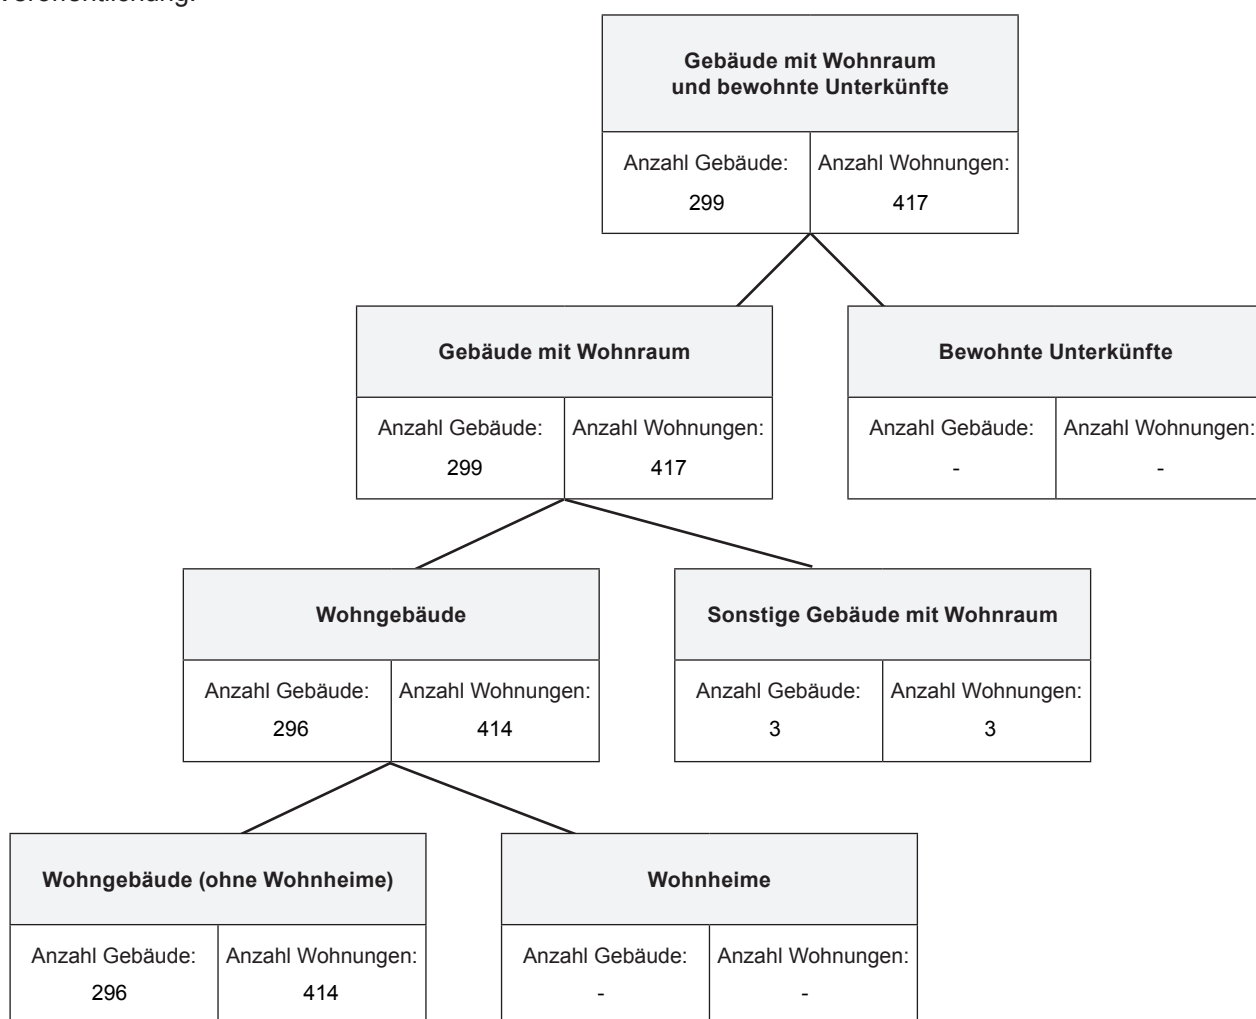 Gebäude mit Wohnraum
und bewohnte Unterkünfte
Anzahl Gebäude: Anzahl Wohnungen:
299 417
Gebäude mit Wohnraum
Anzahl Gebäude: Anzahl Wohnungen:
299 417
Bewohnte Unterkünfte
Anzahl Gebäude: Anzahl Wohnungen:
- -
Wohngebäude
Anzahl Gebäude: Anzahl Wohnungen:
296 414
Sonstige Gebäude mit Wohnraum
Anzahl Gebäude: Anzahl Wohnungen:
3 3
Wohngebäude (ohne Wohnheime)
Anzahl Gebäude: Anzahl Wohnungen:
296 414
Wohnheime
Anzahl Gebäude: Anzahl Wohnungen:
- -